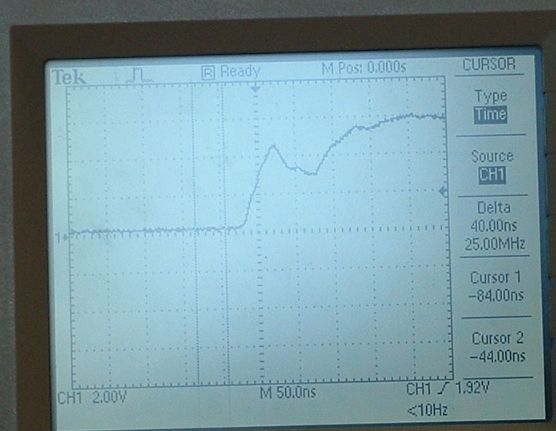 Tek
R Ready
M Pos: 0.000s
CURSOR
Type
Time
Source
CH1
Delta
40.00ns
25.00MHz
Cursor 1
-84.00ns
Cursor 2
-44.00ns
1
CH1 2.00V
M 50.0ns
CH1 / 1.92V
<10Hz